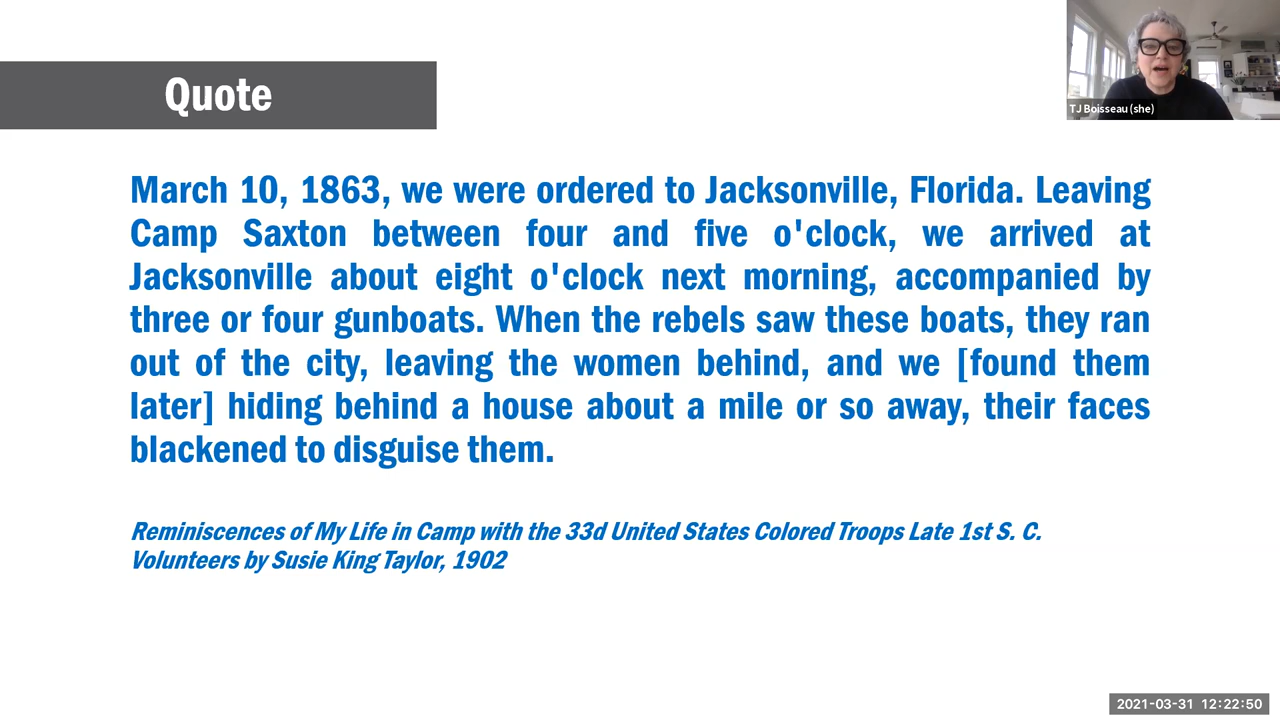 Quote
TJ Boisseau (she)
March 10, 1863, we were ordered to Jacksonville, Florida. Leaving
Camp Saxton between four and five o'clock, we arrived at
Jacksonville about eight o'clock next morning, accompanied by
three or four gunboats. When the rebels saw these boats, they ran
out of the city, leaving the women behind, and we [found them
later] hiding behind a house about a mile or so away, their faces
blackened to disguise them.
Reminiscences of My Life in Camp with the 33d United States Colored Troops Late 1st S. C.
Volunteers by Susie King Taylor, 1902
2021-03-31 12:22:50